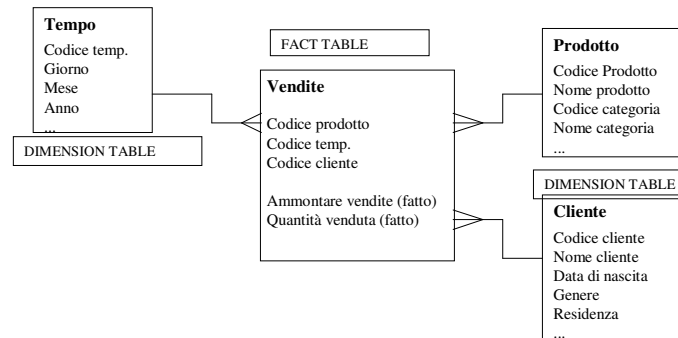 Tempo
Codice temp.
Giorno
Mese
Anno
...
DIMENSION TABLE
FACT TABLE
Vendite
Codice prodotto
Codice temp.
Codice cliente
Ammontare vendite (fatto)
Quantità venduta (fatto)
Prodotto
Codice Prodotto
Nome prodotto
Codice categoria
Nome categoria
...
DIMENSION TABLE
Cliente
Codice cliente
Nome cliente
Data di nascita
Genere
Residenza
...